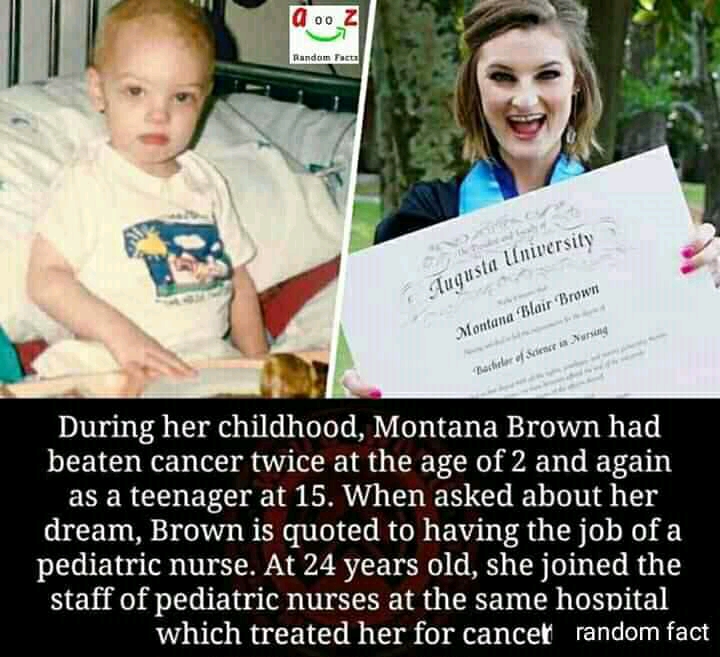 a oo z
Random Facts
Augusta University
Montana Blair Brown
Bachelor of Science in Nursing
During her childhood, Montana Brown had
beaten cancer twice at the age of 2 and again
as a teenager at 15. When asked about her
dream, Brown is quoted to having the job of a
pediatric nurse. At 24 years old, she joined the
staff of pediatric nurses at the same hospital
which treated her for cancer random fact